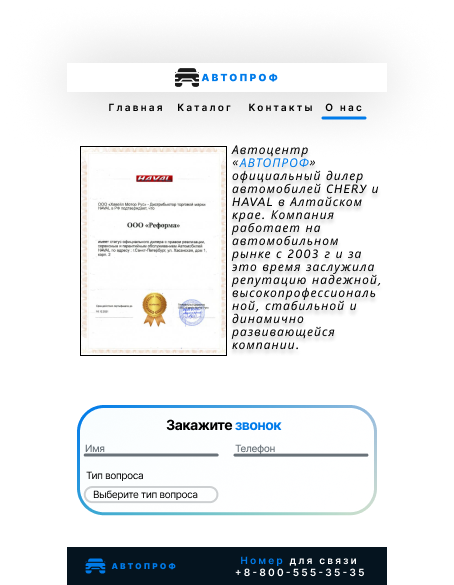 АВТОПРОФ
Главная Каталог Контакты О нас
HAVAL
ООО «Реформа»
Автоцентр
«АВТОПРОФ»
официальный дилер
автомобилей CHERY и
HAVAL в Алтайском
крае. Компания
работает на
автомобильном
рынке с 2003 г и за
это время заслужила
репутацию надежной,
высокопрофессиональ
ной, стабильной и
динамично
развивающейся
компании.
Закажите звонок
Имя Телефон
Тип вопроса
Выберите тип вопроса
АВТОПРОФ
Номер для связи
+8-800-555-35-35